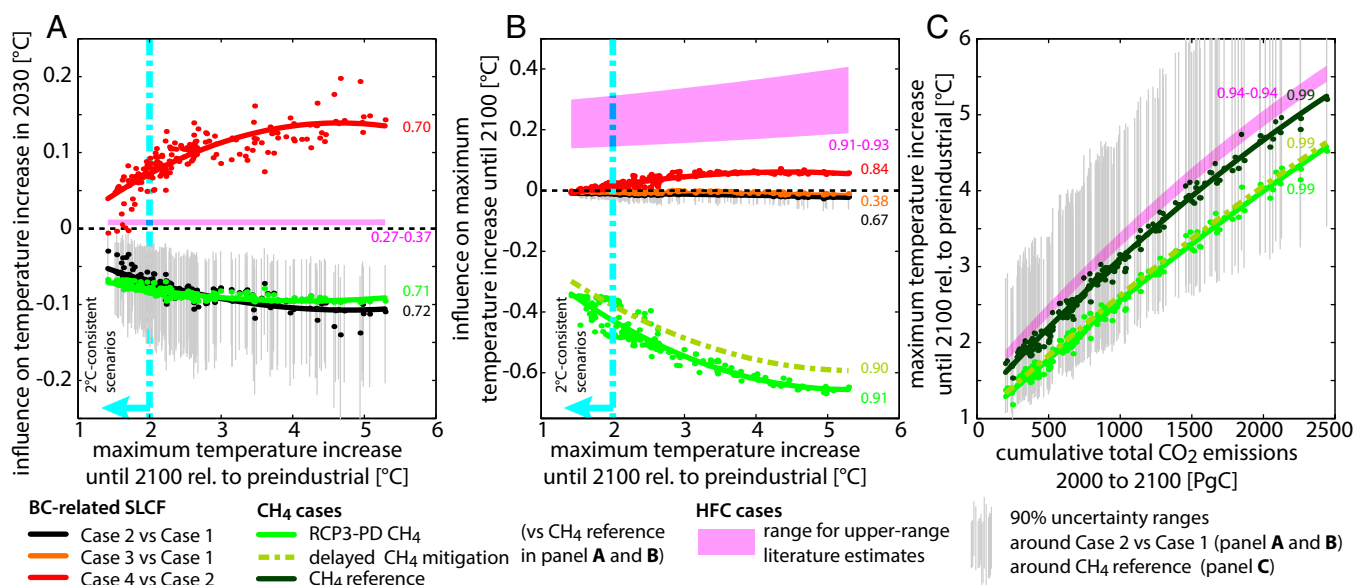 A
influence on temperature increase in 2030 [°C]
0.2
0.1
0
-0.1
-0.2
0.70
0.27-0.37
0.71
0.72
2°C-consistent
scenarios
1 2 3 4 5 6
maximum temperature increase
until 2100 rel. to preindustrial [°C]
B
influence on maximum
temperature increase until 2100 [°C]
0.4
0.2
0
-0.2
-0.4
-0.6
0.91-0.93
0.84
0.38
0.67
0.90
0.91
2°C-consistent
scenarios
1 2 3 4 5 6
maximum temperature increase
until 2100 rel. to preindustrial [°C]
C
maximum temperature increase
until 2100 rel. to preindustrial [°C]
6
5
4
3
2
1
0.94-0.94
0.99
0.99
0.99
0 500 1000 1500 2000 2500
cumulative total CO2 emissions
2000 to 2100 [PgC]
BC-related SLCF
Case 2 vs Case 1
Case 3 vs Case 1
Case 4 vs Case 2
CH4 cases
RCP3-PD CH4
delayed CH4 mitigation
CH4 reference
(vs CH4 reference
in panel A and B)
HFC cases
range for upper-range
literature estimates
90% uncertainty ranges
around Case 2 vs Case 1 (panel A and B)
around CH4 reference (panel C)